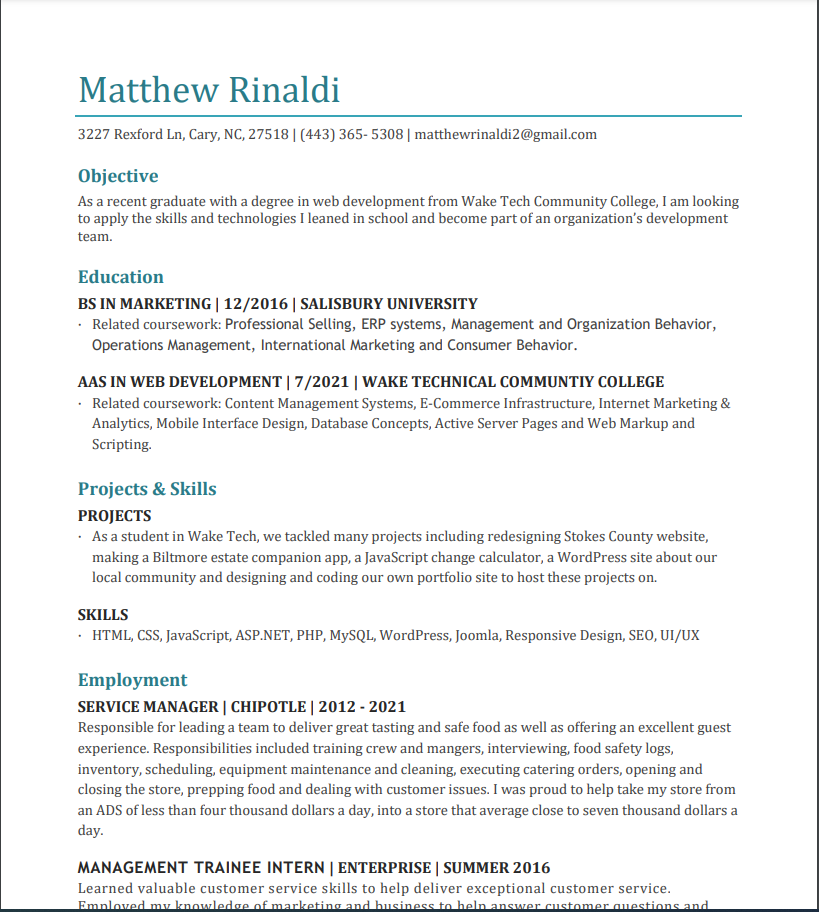 Matthew Rinaldi
3227 Rexford Ln, Cary, NC, 27518 | (443) 365- 5308 | matthewrinaldi2@gmail.com
Objective
As a recent graduate with a degree in web development from Wake Tech Community College, I am looking
to apply the skills and technologies I leaned in school and become part of an organization’s development
team.
Education
BS IN MARKETING | 12/2016 | SALISBURY UNIVERSITY
· Related coursework: Professional Selling, ERP systems, Management and Organization Behavior,
Operations Management, International Marketing and Consumer Behavior.
AAS IN WEB DEVELOPMENT | 7/2021 | WAKE TECHNICAL COMMUNTIY COLLEGE
· Related coursework: Content Management Systems, E-Commerce Infrastructure, Internet Marketing &
Analytics, Mobile Interface Design, Database Concepts, Active Server Pages and Web Markup and
Scripting.
Projects & Skills
PROJECTS
· As a student in Wake Tech, we tackled many projects including redesigning Stokes County website,
making a Biltmore estate companion app, a JavaScript change calculator, a WordPress site about our
local community and designing and coding our own portfolio site to host these projects on.
SKILLS
· HTML, CSS, JavaScript, ASP.NET, PHP, MySQL, WordPress, Joomla, Responsive Design, SEO, UI/UX
Employment
SERVICE MANAGER | CHIPOTLE | 2012 - 2021
Responsible for leading a team to deliver great tasting and safe food as well as offering an excellent guest
experience. Responsibilities included training crew and mangers, interviewing, food safety logs,
inventory, scheduling, equipment maintenance and cleaning, executing catering orders, opening and
closing the store, prepping food and dealing with customer issues. I was proud to help take my store from
an ADS of less than four thousand dollars a day, into a store that average close to seven thousand dollars a
day.
MANAGEMENT TRAINEE INTERN | ENTERPRISE | SUMMER 2016
Learned valuable customer service skills to help deliver exceptional customer service.
Employed my knowledge of marketing and business to help answer customer questions and